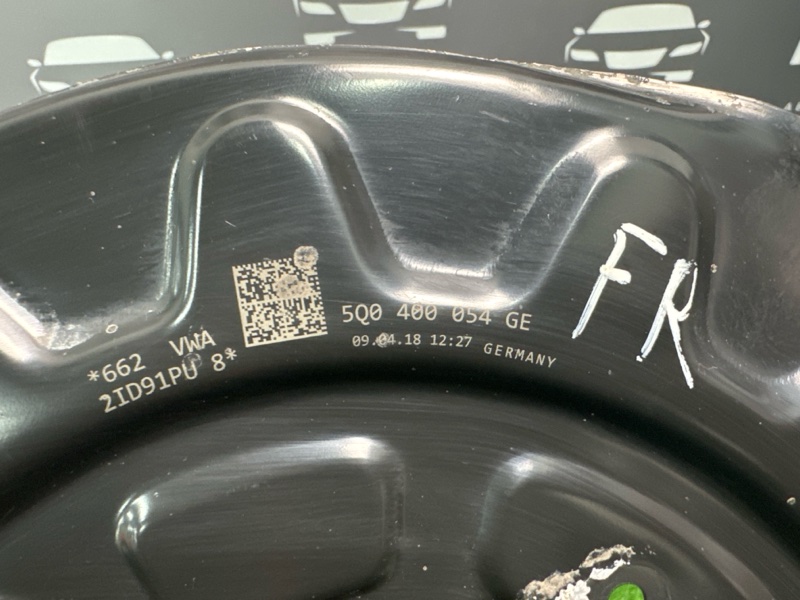 *662 VWA
2ID91PU 8*
5Q0 400 054 GE
09.04.18 12:27 GERMANY
FR